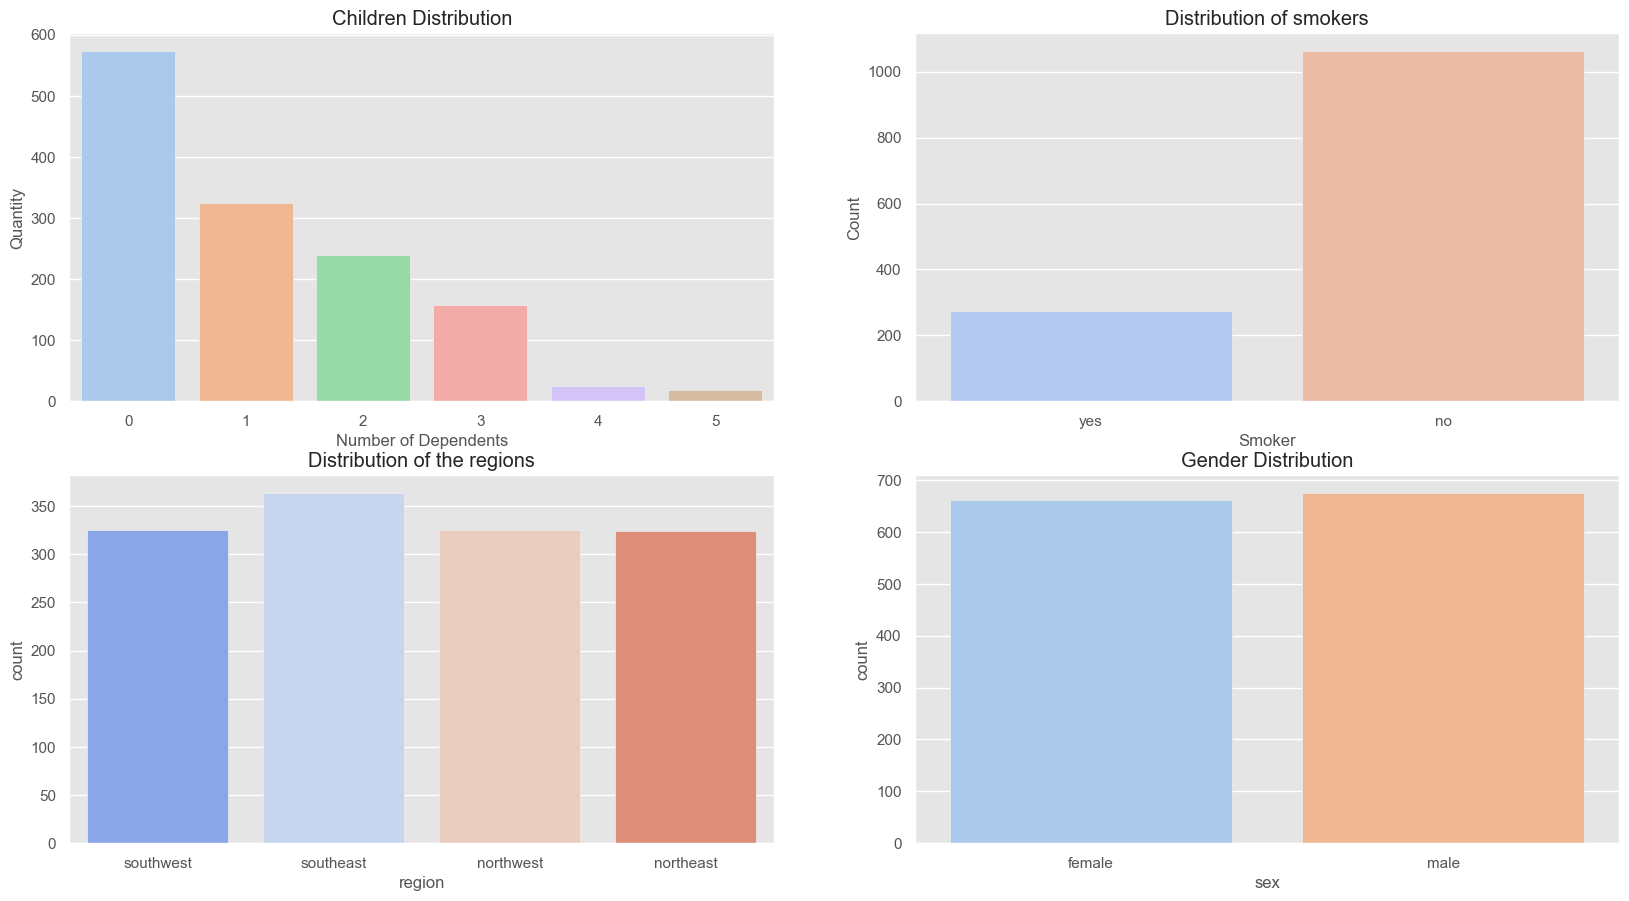 Children Distribution
600
500
400
300
200
100
0
Quantity
0 1 2 3 4 5
Number of Dependents
Distribution of smokers
1000
800
600
400
200
0
Count
yes no
Smoker
Distribution of the regions
350
300
250
200
150
100
50
0
count
southwest southeast northwest northeast
region
Gender Distribution
700
600
500
400
300
200
100
0
count
female male
sex